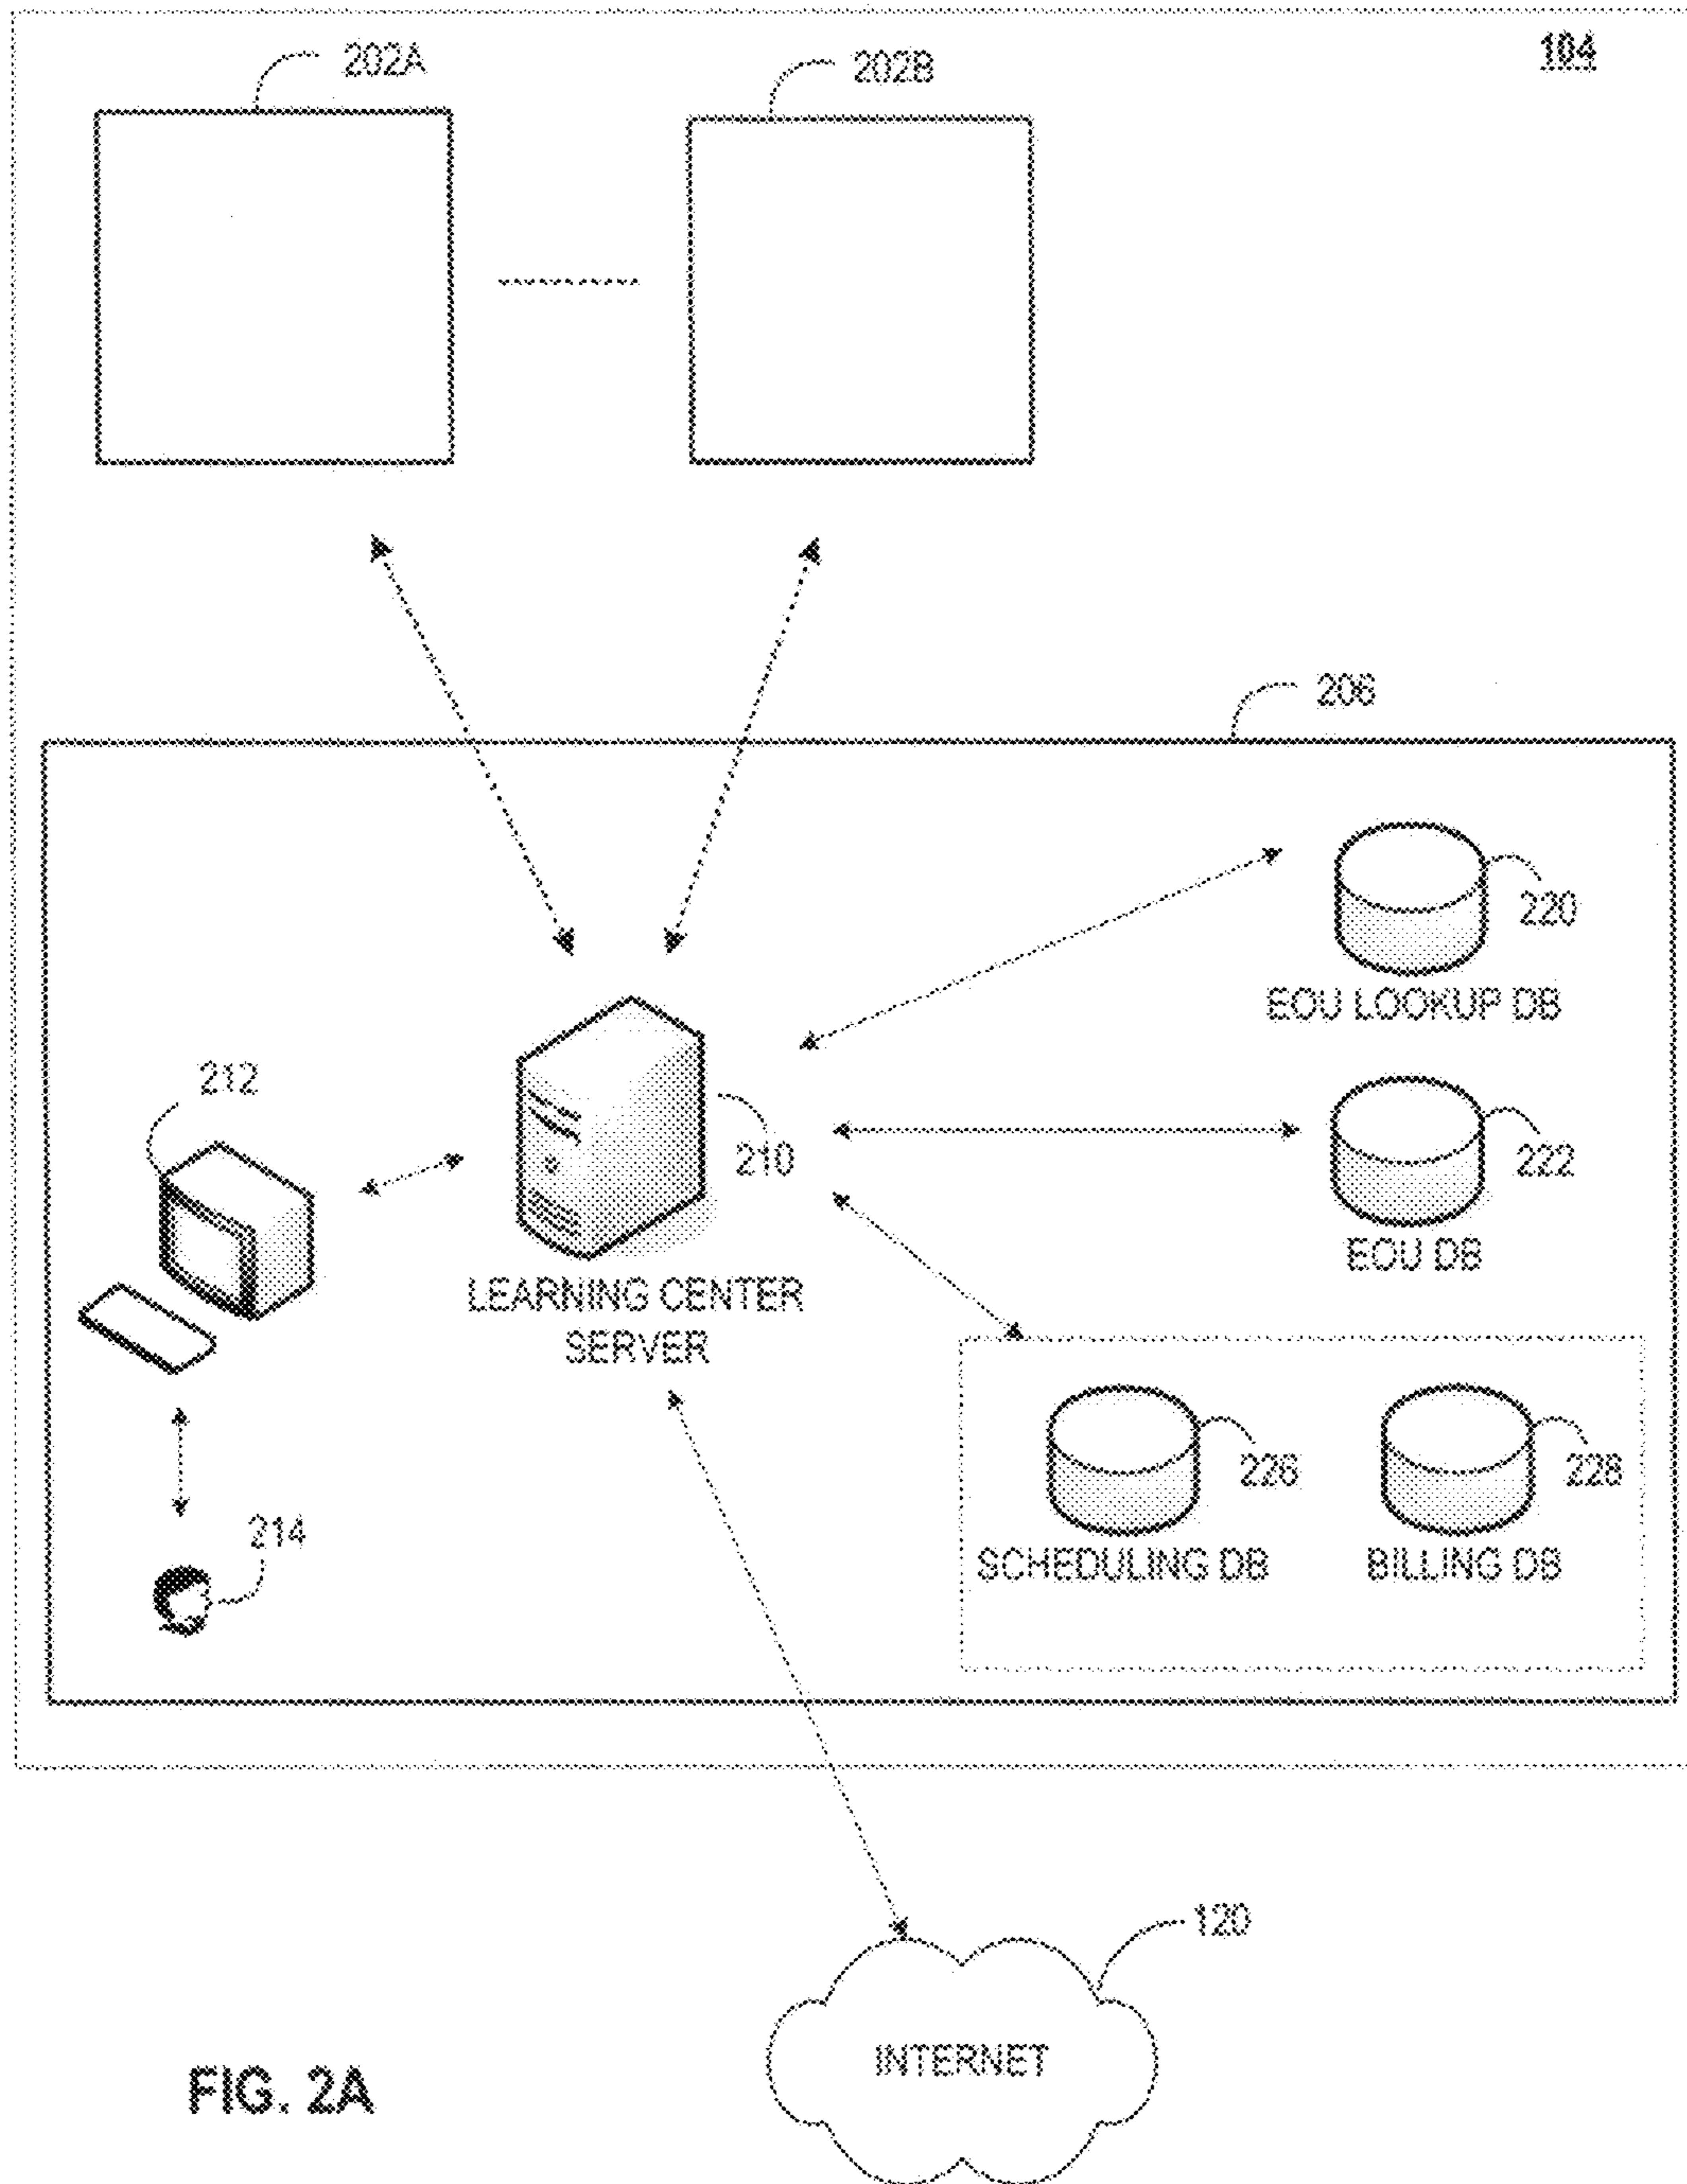 104
202A
202B
206
220
EOU LOOKUP DB
212
210
222
EOU DB
LEARNING CENTER
SERVER
226
228
SCHEDULING DB
BILLING DB
214
120
INTERNET
FIG. 2A